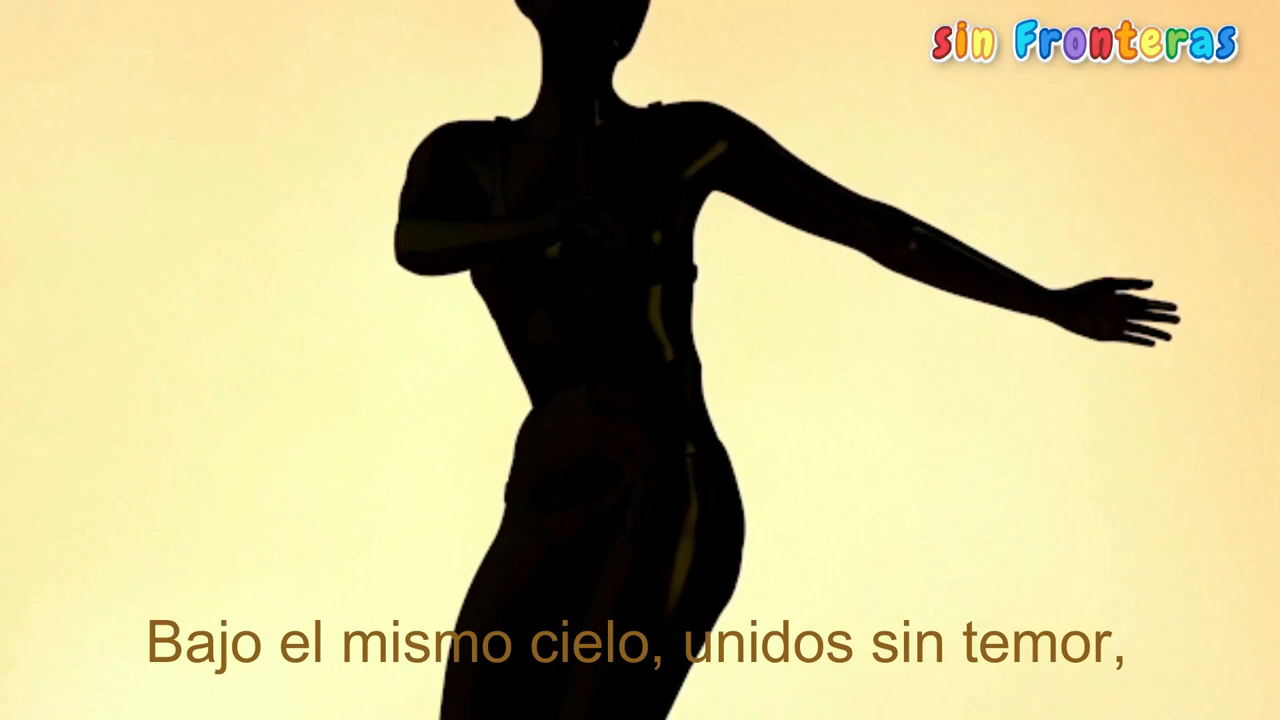 sin Fronteras
Bajo el mismo cielo, unidos sin temor,